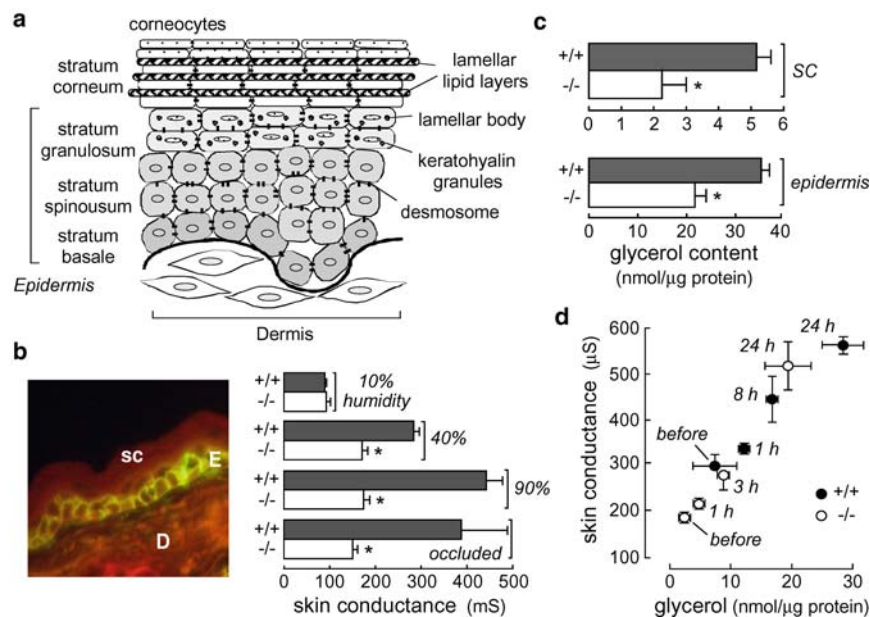 a
corneocytes
stratum
corneum
lamellar
lipid layers
stratum
granulosum
lamellar body
keratohyalin
granules
stratum
spinousum
desmosome
stratum
basale
Epidermis
Dermis
b
sc
E
D
+/+
-/-
10%
humidity
+/+
-/-
*
40%
+/+
-/-
*
90%
+/+
-/-
*
occluded
0 100 200 300 400 500
skin conductance (mS)
c
+/+
-/-
*
SC
0 1 2 3 4 5 6
+/+
-/-
*
epidermis
0 10 20 30 40
glycerol content
(nmol/µg protein)
d
600
500
400
300
200
100
skin conductance (µS)
24 h
24 h
8 h
before
1 h
3 h
1 h
before
+/+
-/-
0 10 20 30
glycerol (nmol/µg protein)